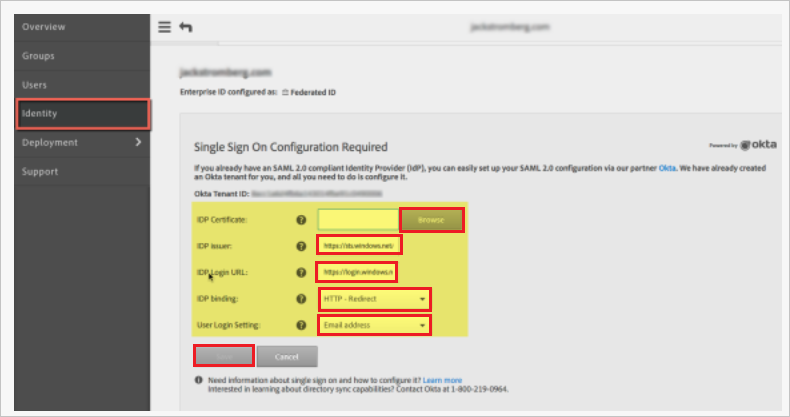 Overview
Groups
Users
Identity
Deployment
Support
Enterprise ID configured as: Federated ID
Single Sign On Configuration Required
Powered by okta
If you already have an SAML 2.0 compliant Identity Provider (IdP), you can easily set up your SAML 2.0 configuration via our partner Okta. We have already created
an Okta tenant for you, and all you need to do is configure it.
Okta Tenant ID:
IDP Certificate:
Browse
IDP Issuer:
https://sts.windows.net/
IDP Login URL:
https://login.windows.n
IDP binding:
HTTP - Redirect
User Login Setting:
Email address
Cancel
Need information about single sign on and how to configure it? Learn more
Interested in learning about directory sync capabilities? Contact Okta at 1-800-219-0964.